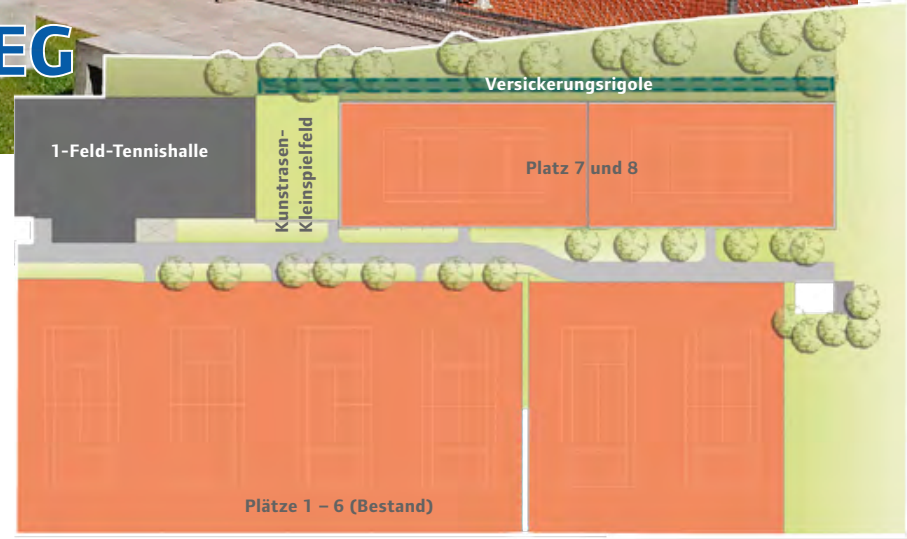 EG
Versickerungsrigole
1-Feld-Tennishalle
Kunstrasen-
Kleinspielfeld
Platz 7 und 8
Plätze 1 – 6 (Bestand)